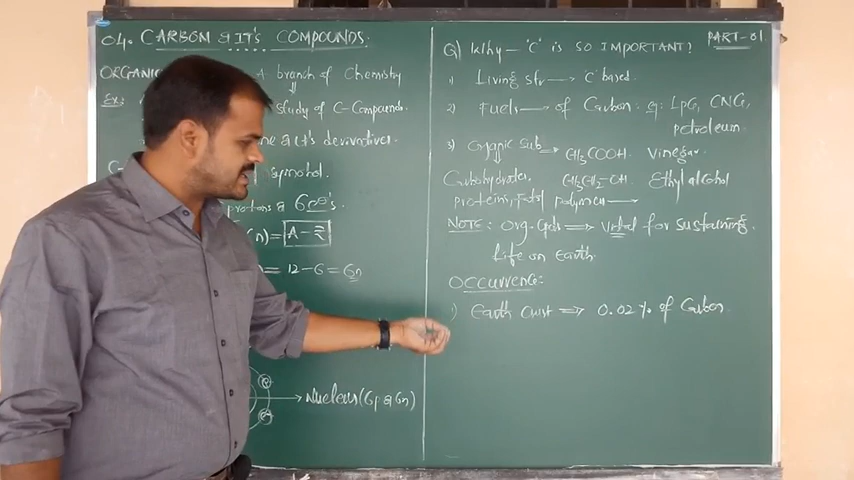 04. CARBON & IT'S COMPOUNDS.
PART-01
ORGANIC
A branch of Chemistry
Ex:
study of C-Compounds.
& it's derivatives.
symbol.
protons & 6e⊖'s.
(n) = A-Z
= 12-6 = 6n
Nucleus (6p & 6n)
Q) Why - 'C' is SO IMPORTANT?
1) Living str → 'C' based.
2) Fuels → of Carbon: eg: LPG, CNG,
petroleum.
3) Organic sub ⇒ CH3COOH. Vinegar.
Carbohydrates CH3CH2-OH. Ethyl alcohol
proteins, Fats, polymers →
NOTE: Org. Cpds ⇒ Vital for sustaining
Life on Earth.
OCCURRENCE:-
1) Earth crust ⇒ 0.02% of Carbon.